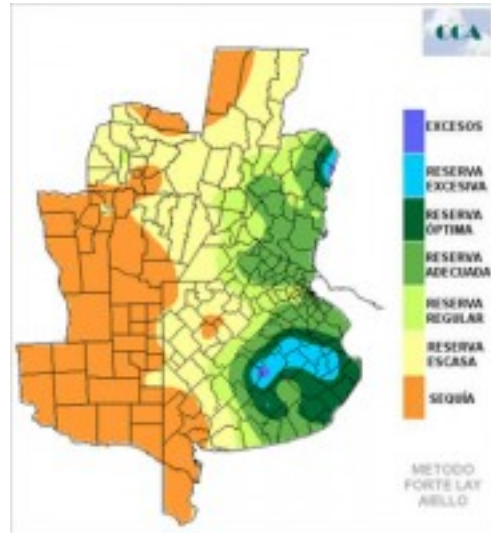 CCA
EXCESOS
RESERVA
EXCESIVA
RESERVA
ÓPTIMA
RESERVA
ADECUADA
RESERVA
REGULAR
RESERVA
ESCASA
SEQUÍA
METODO
FORTE LAY
AIELLO